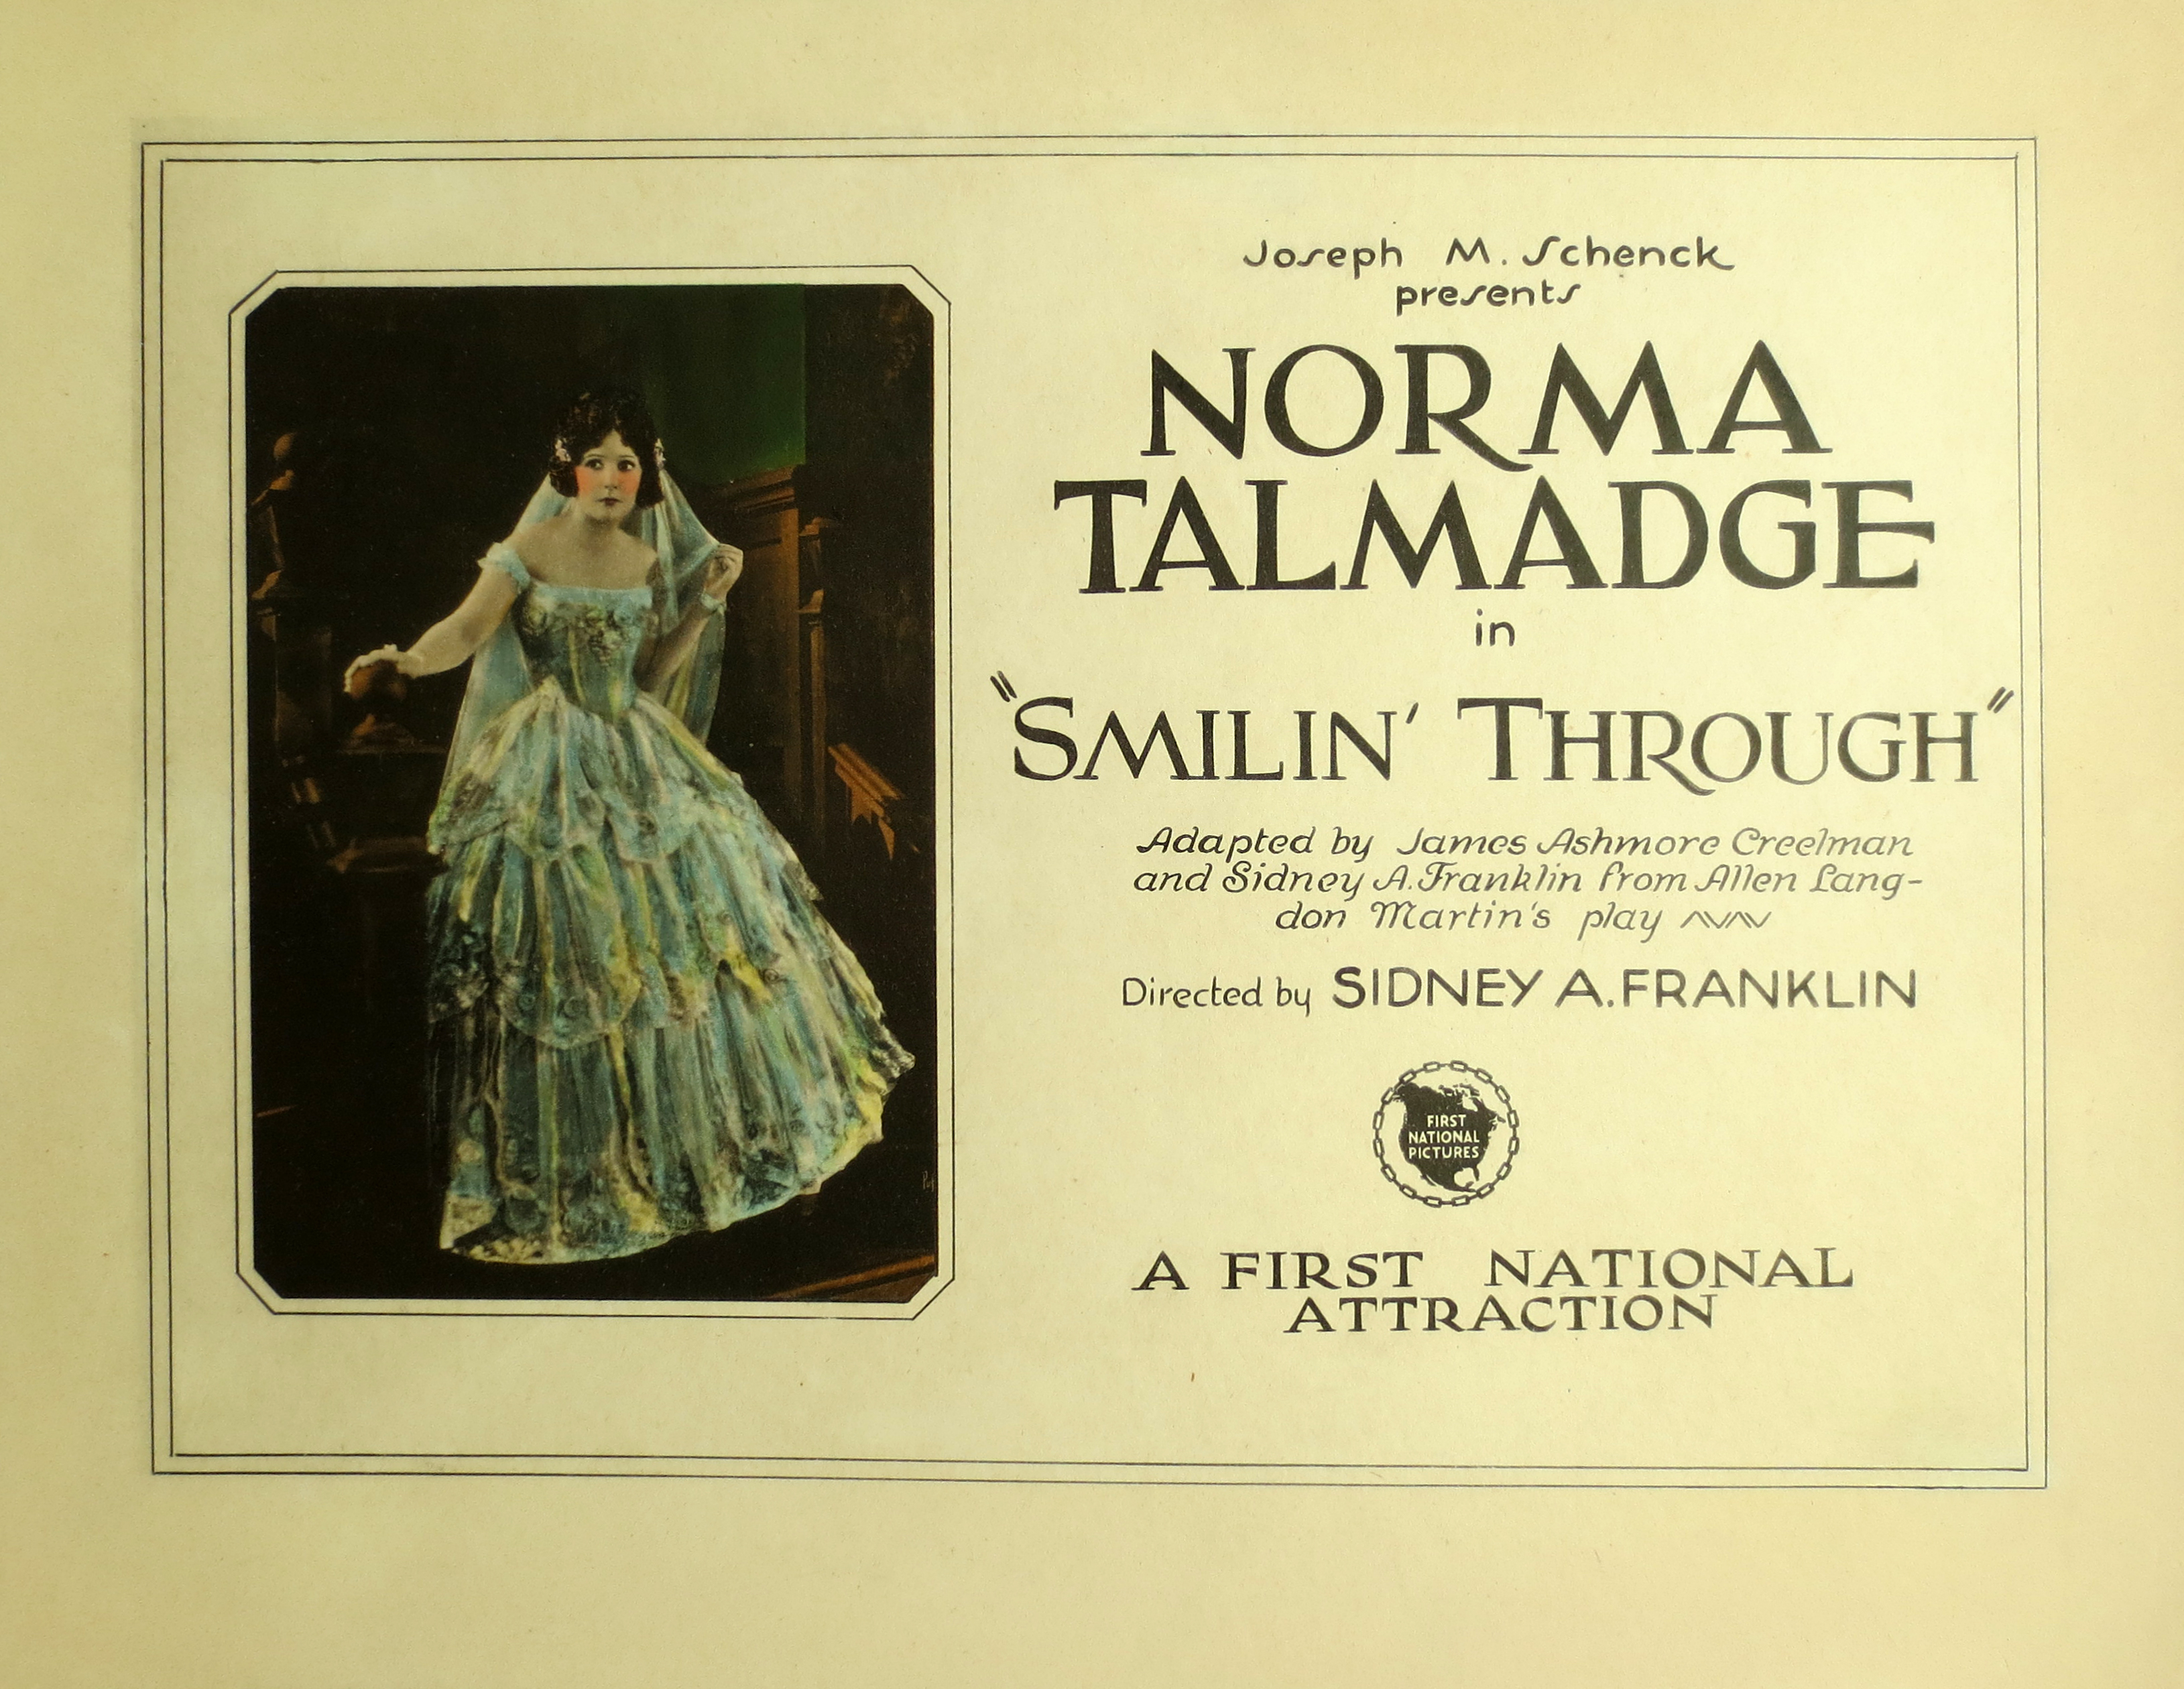 Joseph M. Schenck
presents
NORMA
TALMADGE
in
"SMILIN' THROUGH"
Adapted by James Ashmore Creelman
and Sidney A. Franklin from Allen Lang-
don Martin's play
Directed by SIDNEY A. FRANKLIN
FIRST
NATIONAL
PICTURES
A FIRST NATIONAL
ATTRACTION